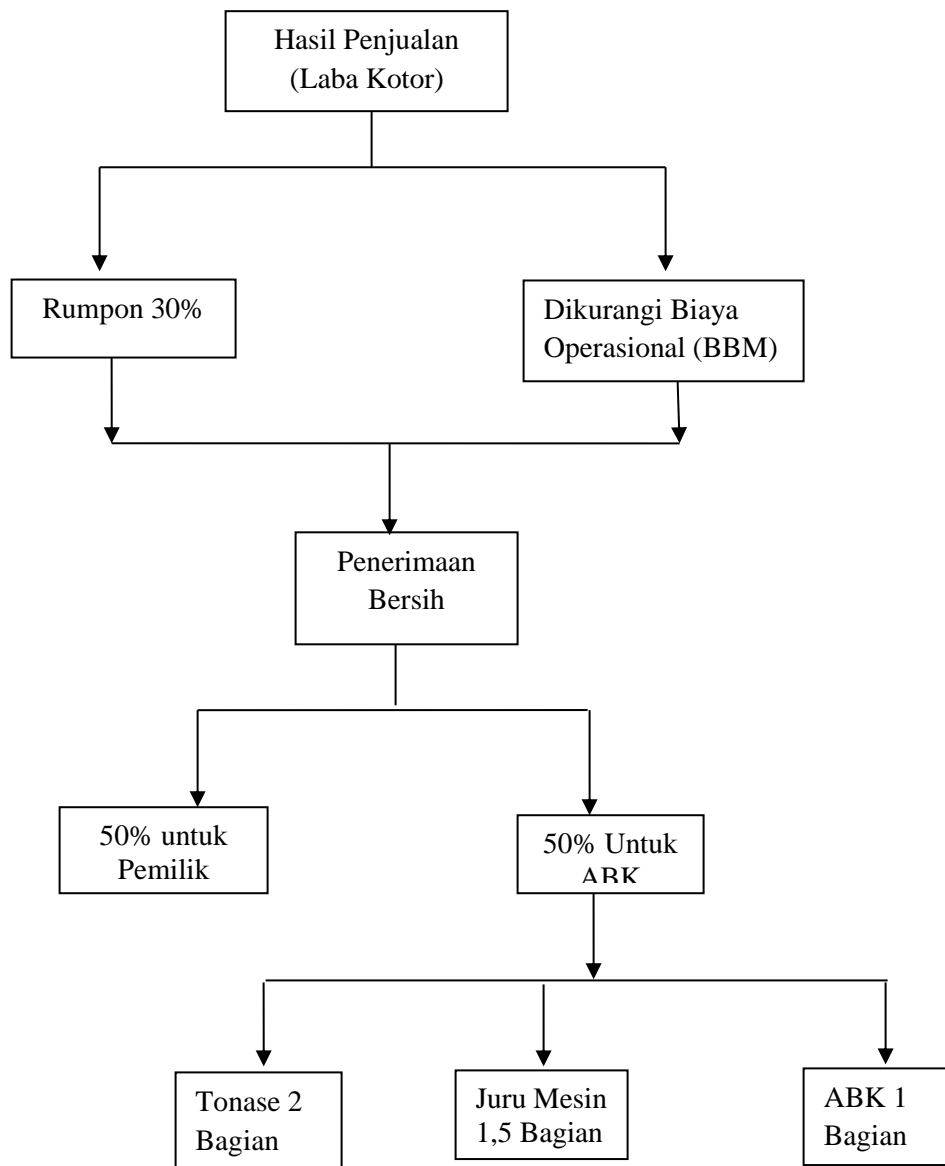 Hasil Penjualan
(Laba Kotor)
Rumpon 30%
Dikurangi Biaya
Operasional (BBM)
Penerimaan
Bersih
50% untuk
Pemilik
50% Untuk
ABK
Tonase 2
Bagian
Juru Mesin
1,5 Bagian
ABK 1
Bagian